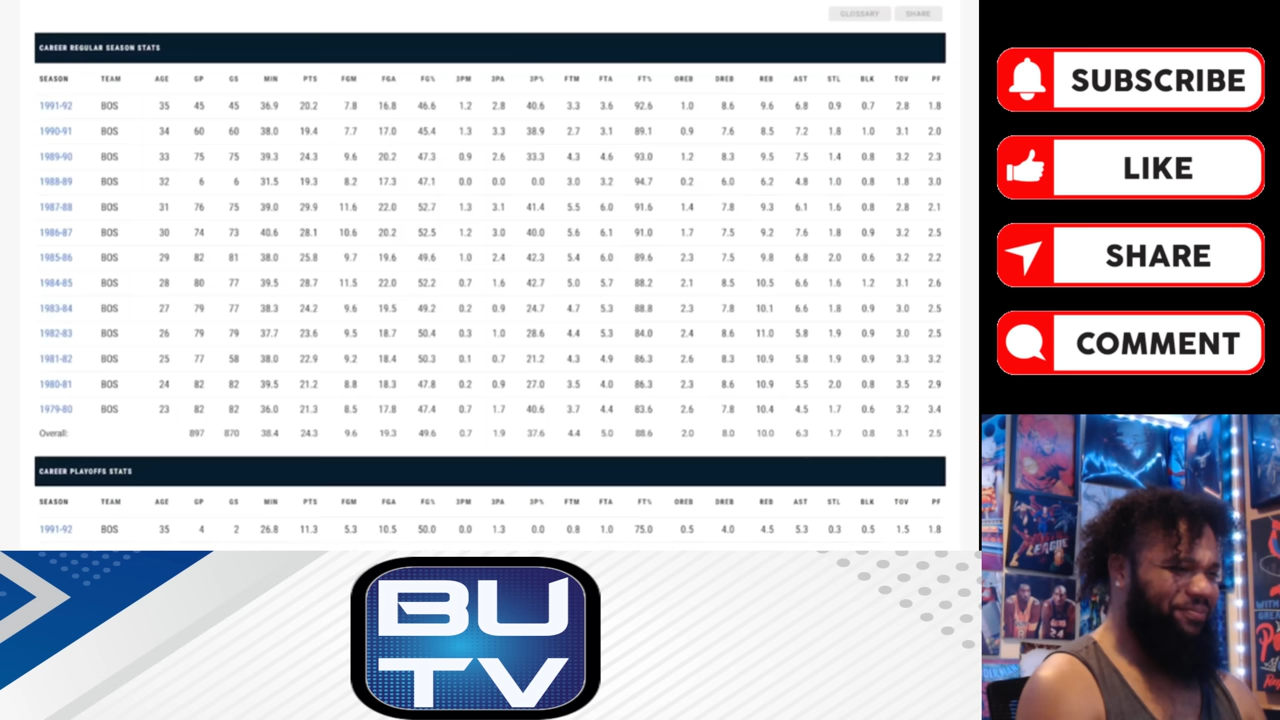 GLOSSARY SHARE
CAREER REGULAR SEASON STATS
SEASON TEAM AGE GP GS MIN PTS FGM FGA FG% 3PM 3PA 3P% FTM FTA FT% OREB DREB REB AST STL BLK TOV PF
1991-92 BOS 35 45 45 36.9 20.2 7.8 16.8 46.6 1.2 2.8 40.6 3.3 3.6 92.6 1.0 8.6 9.6 6.8 0.9 0.7 2.8 1.8
1990-91 BOS 34 60 60 38.0 19.4 7.7 17.0 45.4 1.3 3.3 38.9 2.7 3.1 89.1 0.9 7.6 8.5 7.2 1.8 1.0 3.1 2.0
1989-90 BOS 33 75 75 39.3 24.3 9.6 20.2 47.3 0.9 2.6 33.3 4.3 4.6 93.0 1.2 8.3 9.5 7.5 1.4 0.8 3.2 2.3
1988-89 BOS 32 6 6 31.5 19.3 8.2 17.3 47.1 0.0 0.0 0.0 3.0 3.2 94.7 0.2 6.0 6.2 4.8 1.0 0.8 1.8 3.0
1987-88 BOS 31 76 75 39.0 29.9 11.6 22.0 52.7 1.3 3.1 41.4 5.5 6.0 91.6 1.4 7.8 9.3 6.1 1.6 0.8 2.8 2.1
1986-87 BOS 30 74 73 40.6 28.1 10.6 20.2 52.5 1.2 3.0 40.0 5.6 6.1 91.0 1.7 7.5 9.2 7.6 1.8 0.9 3.2 2.5
1985-86 BOS 29 82 81 38.0 25.8 9.7 19.6 49.6 1.0 2.4 42.3 5.4 6.0 89.6 2.3 7.5 9.8 6.8 2.0 0.6 3.2 2.2
1984-85 BOS 28 80 77 39.5 28.7 11.5 22.0 52.2 0.7 1.6 42.7 5.0 5.7 88.2 2.1 8.5 10.5 6.6 1.6 1.2 3.1 2.6
1983-84 BOS 27 79 77 38.3 24.2 9.6 19.5 49.2 0.2 0.9 24.7 4.7 5.3 88.8 2.3 7.8 10.1 6.6 1.8 0.9 3.0 2.5
1982-83 BOS 26 79 79 37.7 23.6 9.5 18.7 50.4 0.3 1.0 28.6 4.4 5.3 84.0 2.4 8.6 11.0 5.8 1.9 0.9 3.0 2.5
1981-82 BOS 25 77 58 38.0 22.9 9.2 18.4 50.3 0.1 0.7 21.2 4.3 4.9 86.3 2.6 8.3 10.9 5.8 1.9 0.9 3.3 3.2
1980-81 BOS 24 82 82 39.5 21.2 8.8 18.3 47.8 0.2 0.9 27.0 3.5 4.0 86.3 2.3 8.6 10.9 5.5 2.0 0.8 3.5 2.9
1979-80 BOS 23 82 82 36.0 21.3 8.5 17.8 47.4 0.7 1.7 40.6 3.7 4.4 83.6 2.6 7.8 10.4 4.5 1.7 0.6 3.2 3.4
Overall: 897 870 38.4 24.3 9.6 19.3 49.6 0.7 1.9 37.6 4.4 5.0 88.6 2.0 8.0 10.0 6.3 1.7 0.8 3.1 2.5
CAREER PLAYOFFS STATS
SEASON TEAM AGE GP GS MIN PTS FGM FGA FG% 3PM 3PA 3P% FTM FTA FT% OREB DREB REB AST STL BLK TOV PF
1991-92 BOS 35 4 2 26.8 11.3 5.3 10.5 50.0 0.0 1.3 0.0 0.8 1.0 75.0 0.5 4.0 4.5 5.3 0.3 0.5 1.5 1.8
SUBSCRIBE
LIKE
SHARE
COMMENT
BU
TV
LEAGUE
24
WITH
GREA